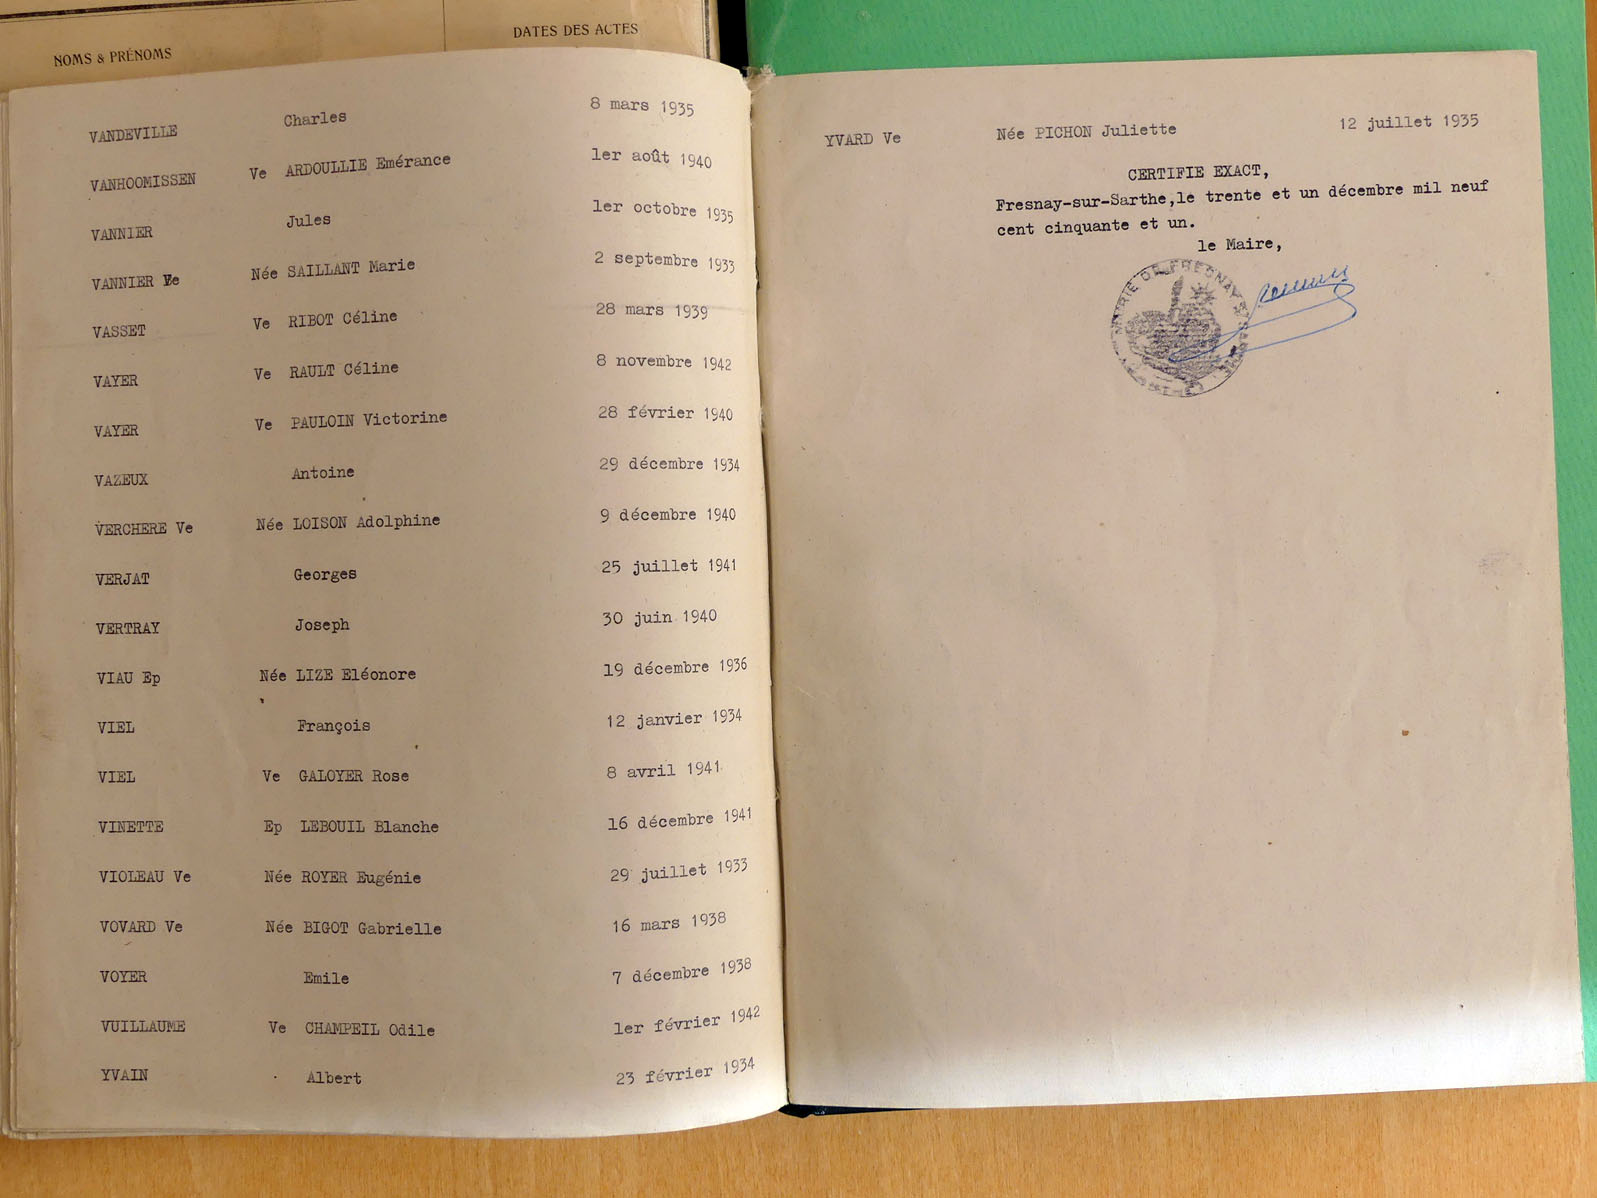 NOMS & PRÉNOMS DATES DES ACTES
VANDEVILLE Charles 8 mars 1935
VANHOOMISSEN Ve ARDOULLIE Emérance 1er août 1940
VANNIER Jules 1er octobre 1935
VANNIER Ve Née SAILLANT Marie 2 septembre 1933
VASSET Ve RIBOT Céline 28 mars 1939
VAYER Ve RAULT Céline 8 novembre 1942
VAYER Ve PAULOIN Victorine 28 février 1940
VAZEUX Antoine 29 décembre 1934
VERCHERE Ve Née LOISON Adolphine 9 décembre 1940
VERJAT Georges 25 juillet 1941
VERTRAY Joseph 30 juin 1940
VIAU Ep Née LIZE Eléonore 19 décembre 1936
VIEL François 12 janvier 1934
VIEL Ve GALOYER Rose 8 avril 1941
VINETTE Ep LEBOUIL Blanche 16 décembre 1941
VIOLEAU Ve Née ROYER Eugénie 29 juillet 1933
VOVARD Ve Née BIGOT Gabrielle 16 mars 1938
VOYER Emile 7 décembre 1938
VUILLAUME Ve CHAMPEIL Odile 1er février 1942
YVAIN Albert 23 février 1934
YVARD Ve Née PICHON Juliette 12 juillet 1935
CERTIFIE EXACT,
Fresnay-sur-Sarthe,le trente et un décembre mil neuf
cent cinquante et un.
le Maire,
MAIRIE DE FRESNAY